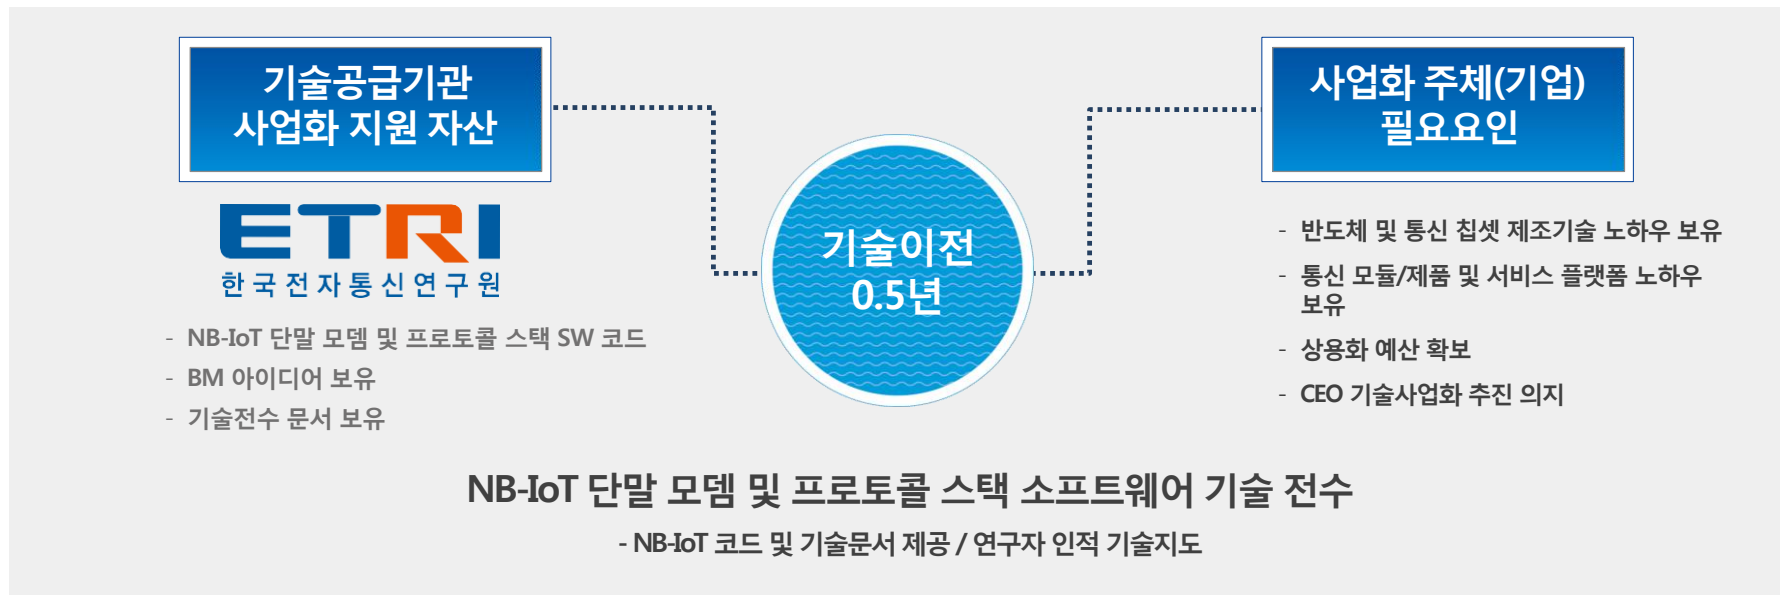 기술공급기관
사업화 지원 자산
ETRI
한국전자통신연구원
- NB-IoT 단말 모뎀 및 프로토콜 스택 SW 코드
- BM 아이디어 보유
- 기술전수 문서 보유
기술이전
0.5년
사업화 주체(기업)
필요요인
- 반도체 및 통신 칩셋 제조기술 노하우 보유
- 통신 모듈/제품 및 서비스 플랫폼 노하우
보유
- 상용화 예산 확보
- CEO 기술사업화 추진 의지
NB-IoT 단말 모뎀 및 프로토콜 스택 소프트웨어 기술 전수
- NB-IoT 코드 및 기술문서 제공 / 연구자 인적 기술지도